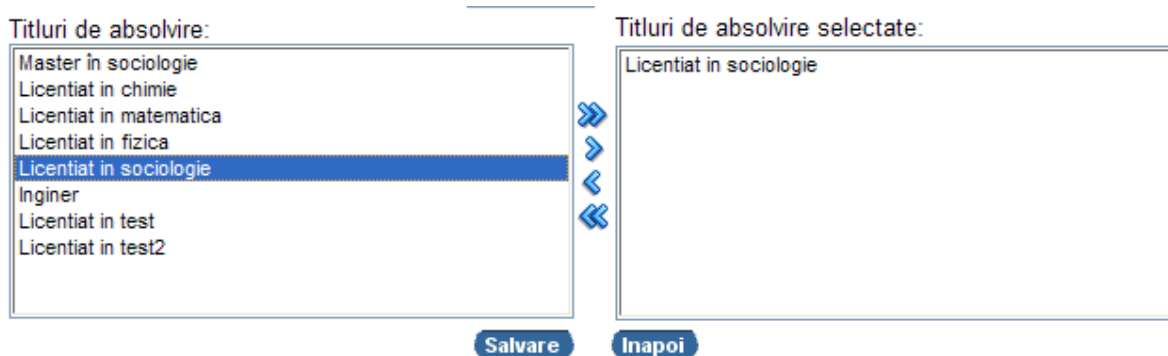 Titluri de absolvire:
Master în sociologie
Licentiat in chimie
Licentiat in matematica
Licentiat in fizica
Licentiat in sociologie
Inginer
Licentiat in test
Licentiat in test2
Titluri de absolvire selectate:
Licentiat in sociologie
Salvare
Inapoi